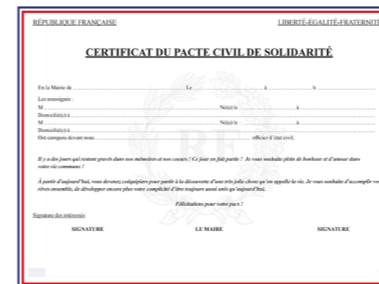 RÉPUBLIQUE FRANÇAISE
LIBERTÉ-ÉGALITÉ-FRATERNITÉ
CERTIFICAT DU PACTE CIVIL DE SOLIDARITÉ
En la Mairie de ........ Le ........ à ........ h ........
Les soussignés :
M ........ Né(e) le ........ à ........
Domicilié(e) à ........
M ........ Né(e) le ........ à ........
Domicilié(e) à ........
Ont comparu devant nous ........ officier d'état civil.
Il y a des jours qui restent gravés dans nos mémoires et nos cœurs ! Ce jour en fait partie ! Je vous souhaite plein de bonheur et d'amour dans
votre vie commune !
À partir d'aujourd'hui, vous devenez coéquipiers pour partir à la découverte d'une très jolie chose qu'on appelle la vie. Je vous souhaite d'accomplir vos
rêves ensemble, de développer encore plus votre complicité d'être toujours aussi unis qu'aujourd'hui.
Félicitations pour votre pacs !
Signature des intéressés
SIGNATURE LE MAIRE SIGNATURE
RF